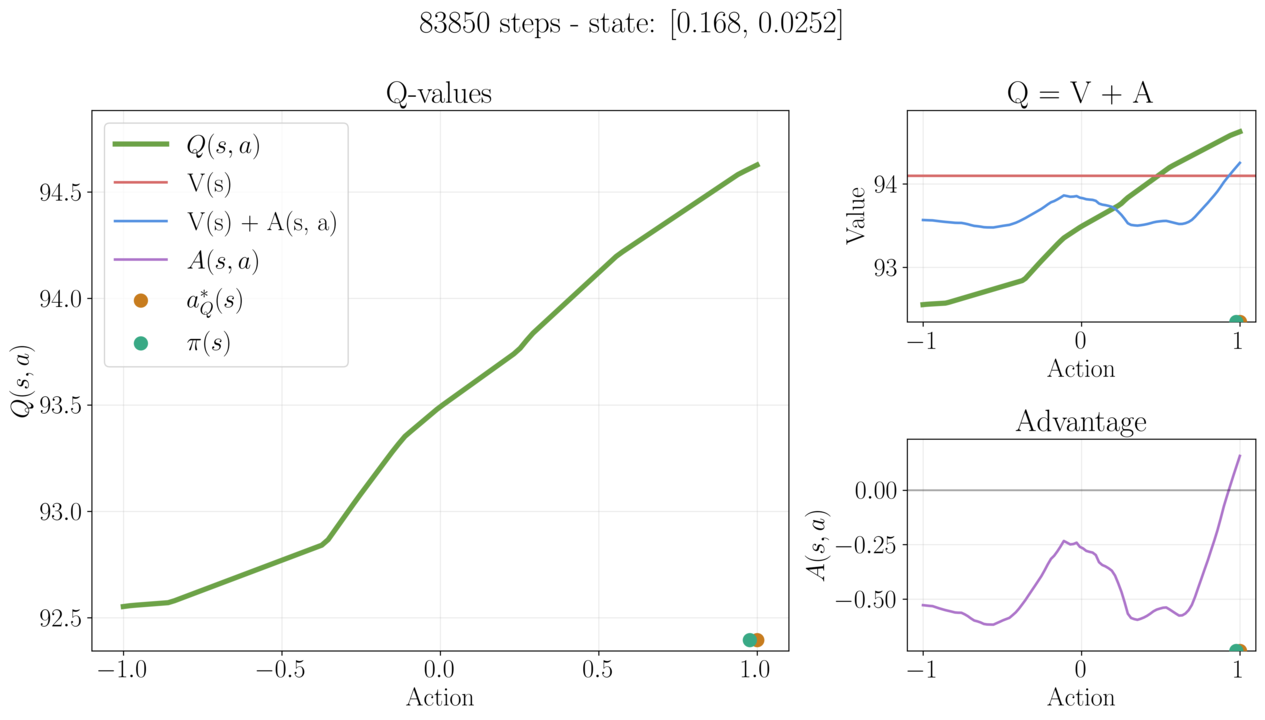 83850 steps - state: [0.168, 0.0252]
Q-values
Q(s, a)
V(s)
V(s) + A(s, a)
A(s, a)
a*_Q(s)
π(s)
Q(s, a)
94.5
94.0
93.5
93.0
92.5
−1.0
−0.5
0.0
0.5
1.0
Action
Q = V + A
Value
94
93
−1
0
1
Action
Advantage
A(s, a)
0.00
−0.25
−0.50
−1
0
1
Action